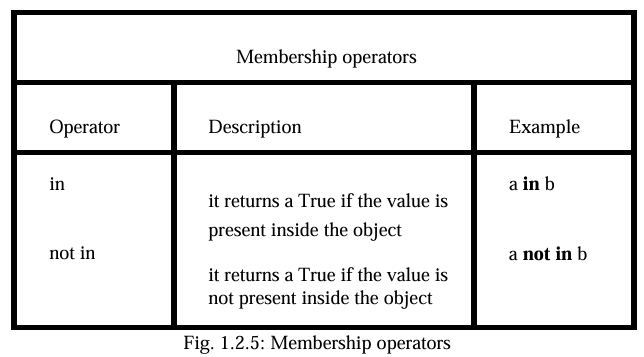 Membership operators
Operator Description Example
in
it returns a True if the value is
present inside the object
a in b
not in
it returns a True if the value is
not present inside the object
a not in b
Fig. 1.2.5: Membership operators